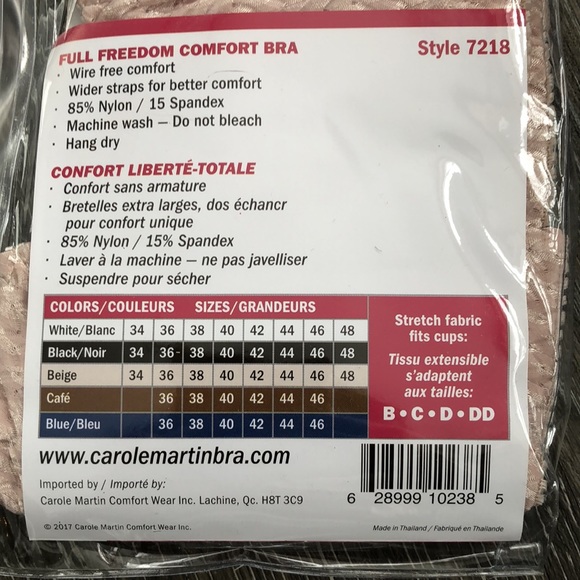 FULL FREEDOM COMFORT BRA Style 7218
· Wire free comfort
· Wider straps for better comfort
· 85% Nylon / 15 Spandex
· Machine wash — Do not bleach
· Hang dry
CONFORT LIBERTÉ-TOTALE
· Confort sans armature
· Bretelles extra larges, dos échancr
pour confort unique
· 85% Nylon / 15% Spandex
· Laver à la machine — ne pas javelliser
· Suspendre pour sécher
COLORS/COULEURS SIZES/GRANDEURS
White/Blanc 34 36 38 40 42 44 46 48
Black/Noir 34 36 38 40 42 44 46 48
Beige 34 36 38 40 42 44 46 48
Café 36 38 40 42 44 46
Blue/Bleu 36 38 40 42 44 46
Stretch fabric
fits cups:
Tissu extensible
s'adaptent
aux tailles:
B • C • D • DD
www.carolemartinbra.com
Imported by / Importé by:
Carole Martin Comfort Wear Inc. Lachine, Qc. H8T 3C9
6 28999 10238 5
© 2017 Carole Martin Comfort Wear Inc.
Made in Thailand / Fabriqué en Thailande